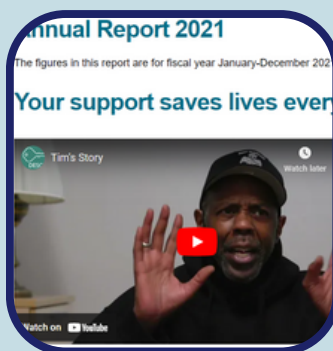 Annual Report 2021
The figures in this report are for fiscal year January-December 202
Your support saves lives ever
Tim's Story
Watch later
Watch on YouTube